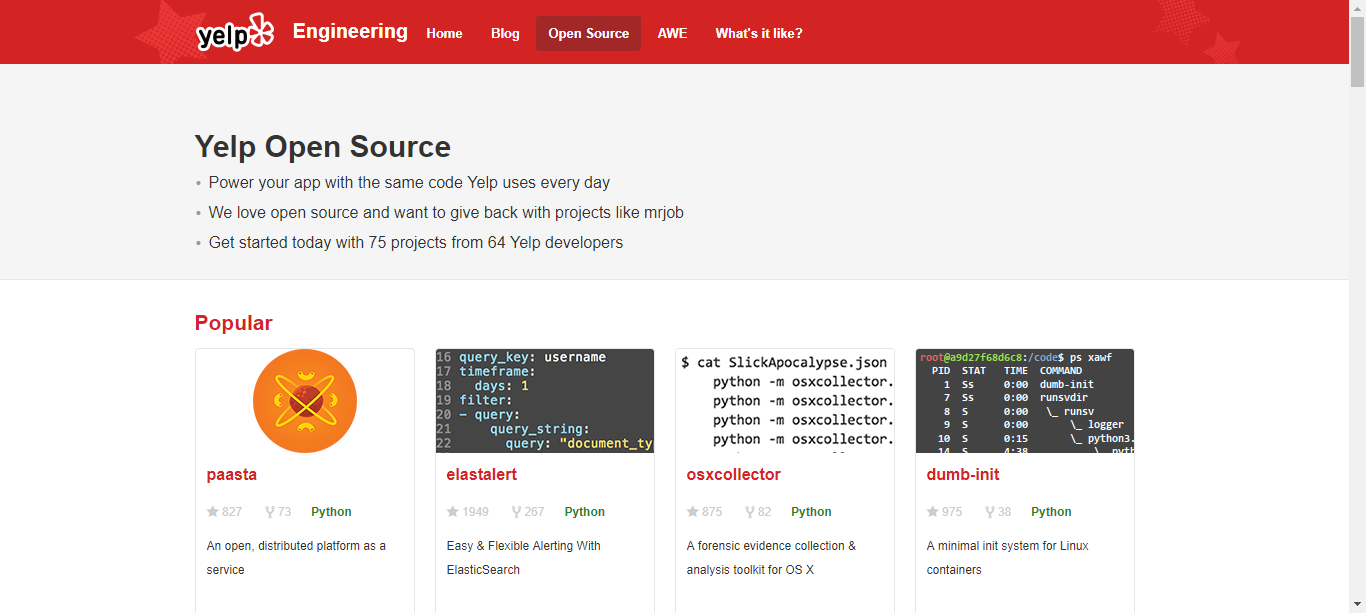 yelp Engineering Home Blog Open Source AWE What's it like?
Yelp Open Source
• Power your app with the same code Yelp uses every day
• We love open source and want to give back with projects like mrjob
• Get started today with 75 projects from 64 Yelp developers
Popular
16 query_key: username
17 timeframe:
18 days: 1
19 filter:
20 - query:
21 query_string:
22 query: "document_ty
$ cat SlickApocalypse.json
python -m osxcollector.
python -m osxcollector.
python -m osxcollector.
python -m osxcollector.
root@a9d27f68d6c8:/code$ ps xawf
PID STAT TIME COMMAND
1 Ss 0:00 dumb-init
7 Ss 0:00 runsvdir
8 S 0:00 \_ runsv
9 S 0:00 \_ logger
10 S 0:15 \_ python3.
14 S 4:38 \_ pyth
paasta
827 73 Python
An open, distributed platform as a
service
elastalert
1949 267 Python
Easy & Flexible Alerting With
ElasticSearch
osxcollector
875 82 Python
A forensic evidence collection &
analysis toolkit for OS X
dumb-init
975 38 Python
A minimal init system for Linux
containers